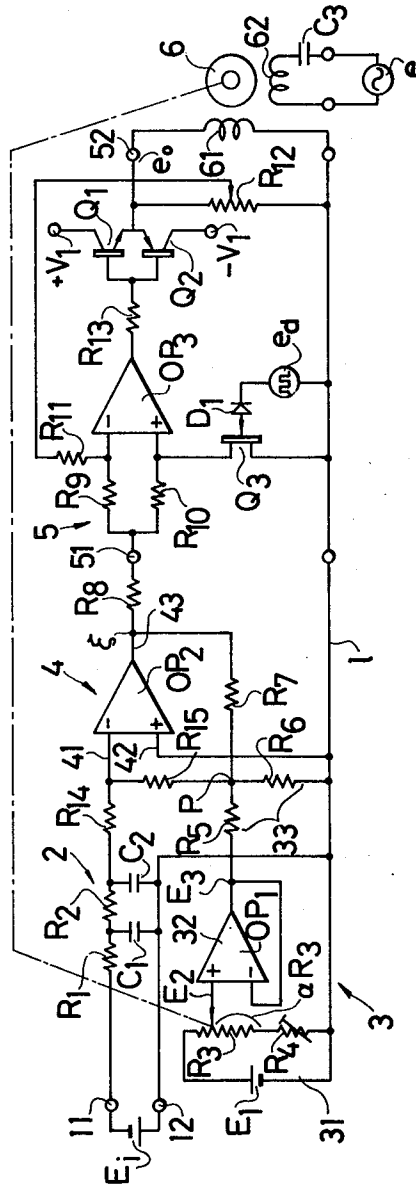 11
12
Ei
R1
R2
2
C1
C2
R14
41
42
4
OP2
ξ
43
R15
P
R5
R6
33
R7
E3
32
OP1
E2
αR3
R3
R4
E1
31
3
l
R8
51
5
R9
R10
R11
OP3
R13
Q1
Q2
+V1
-V1
Q3
D1
ed
R12
52
eo
61
6
62
C3
e